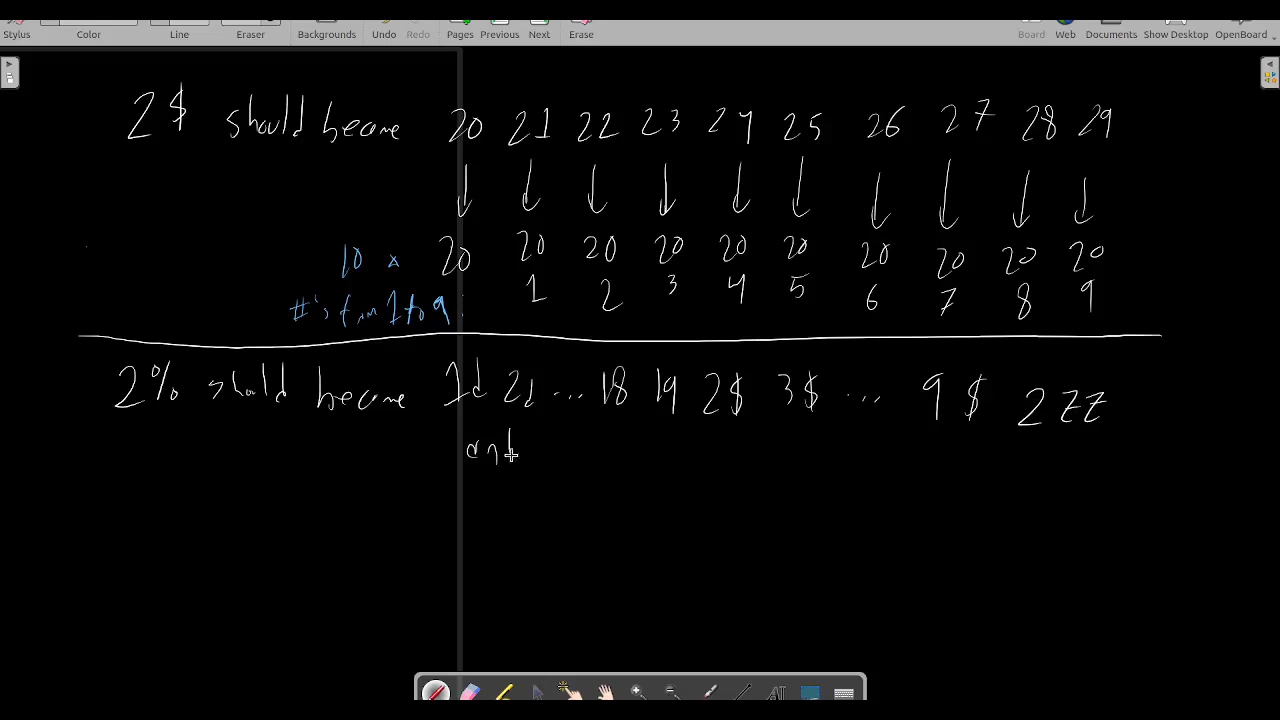 Stylus Color Line Eraser Backgrounds Undo Redo Pages Previous Next Erase Board Web Documents Show Desktop OpenBoard
2$ should become 20 21 22 23 24 25 26 27 28 29
10 x 20 20 20 20 20 20 20 20 20 20
#'s from 1 to 9: 1 2 3 4 5 6 7 8 9
2% should become 1d 2d ... 18 19 2$ 3$ ... 9$ 2ZZ